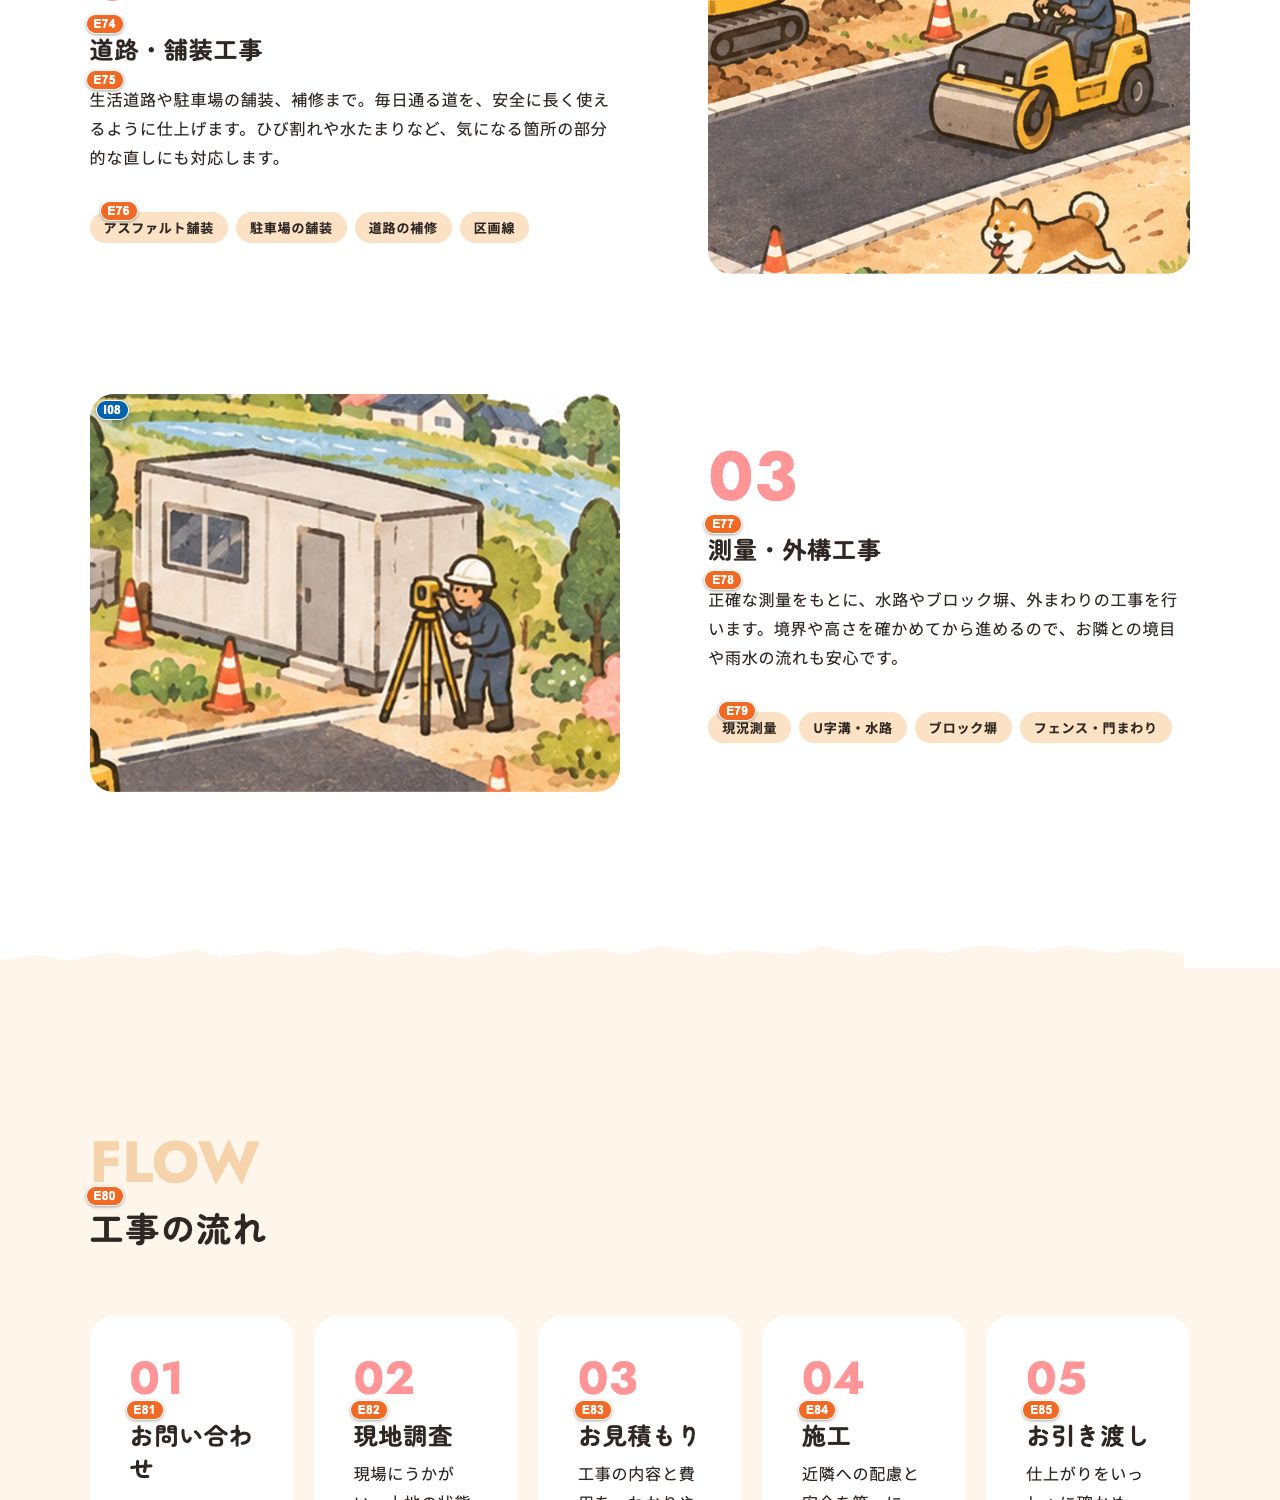 E74
道路・舗装工事
E75
生活道路や駐車場の舗装、補修まで。毎日通る道を、安全に長く使え
るように仕上げます。ひび割れや水たまりなど、気になる箇所の部分
的な直しにも対応します。
E76
アスファルト舗装 駐車場の舗装 道路の補修 区画線
I08
03
E77
測量・外構工事
E78
正確な測量をもとに、水路やブロック塀、外まわりの工事を行
います。境界や高さを確かめてから進めるので、お隣との境目
や雨水の流れも安心です。
E79
現況測量 U字溝・水路 ブロック塀 フェンス・門まわり
FLOW
E80
工事の流れ
01
E81
お問い合わ
せ
02
E82
現地調査
現場にうかが
03
E83
お見積もり
工事の内容と費
04
E84
施工
近隣への配慮と
05
E85
お引き渡し
仕上がりをいっ